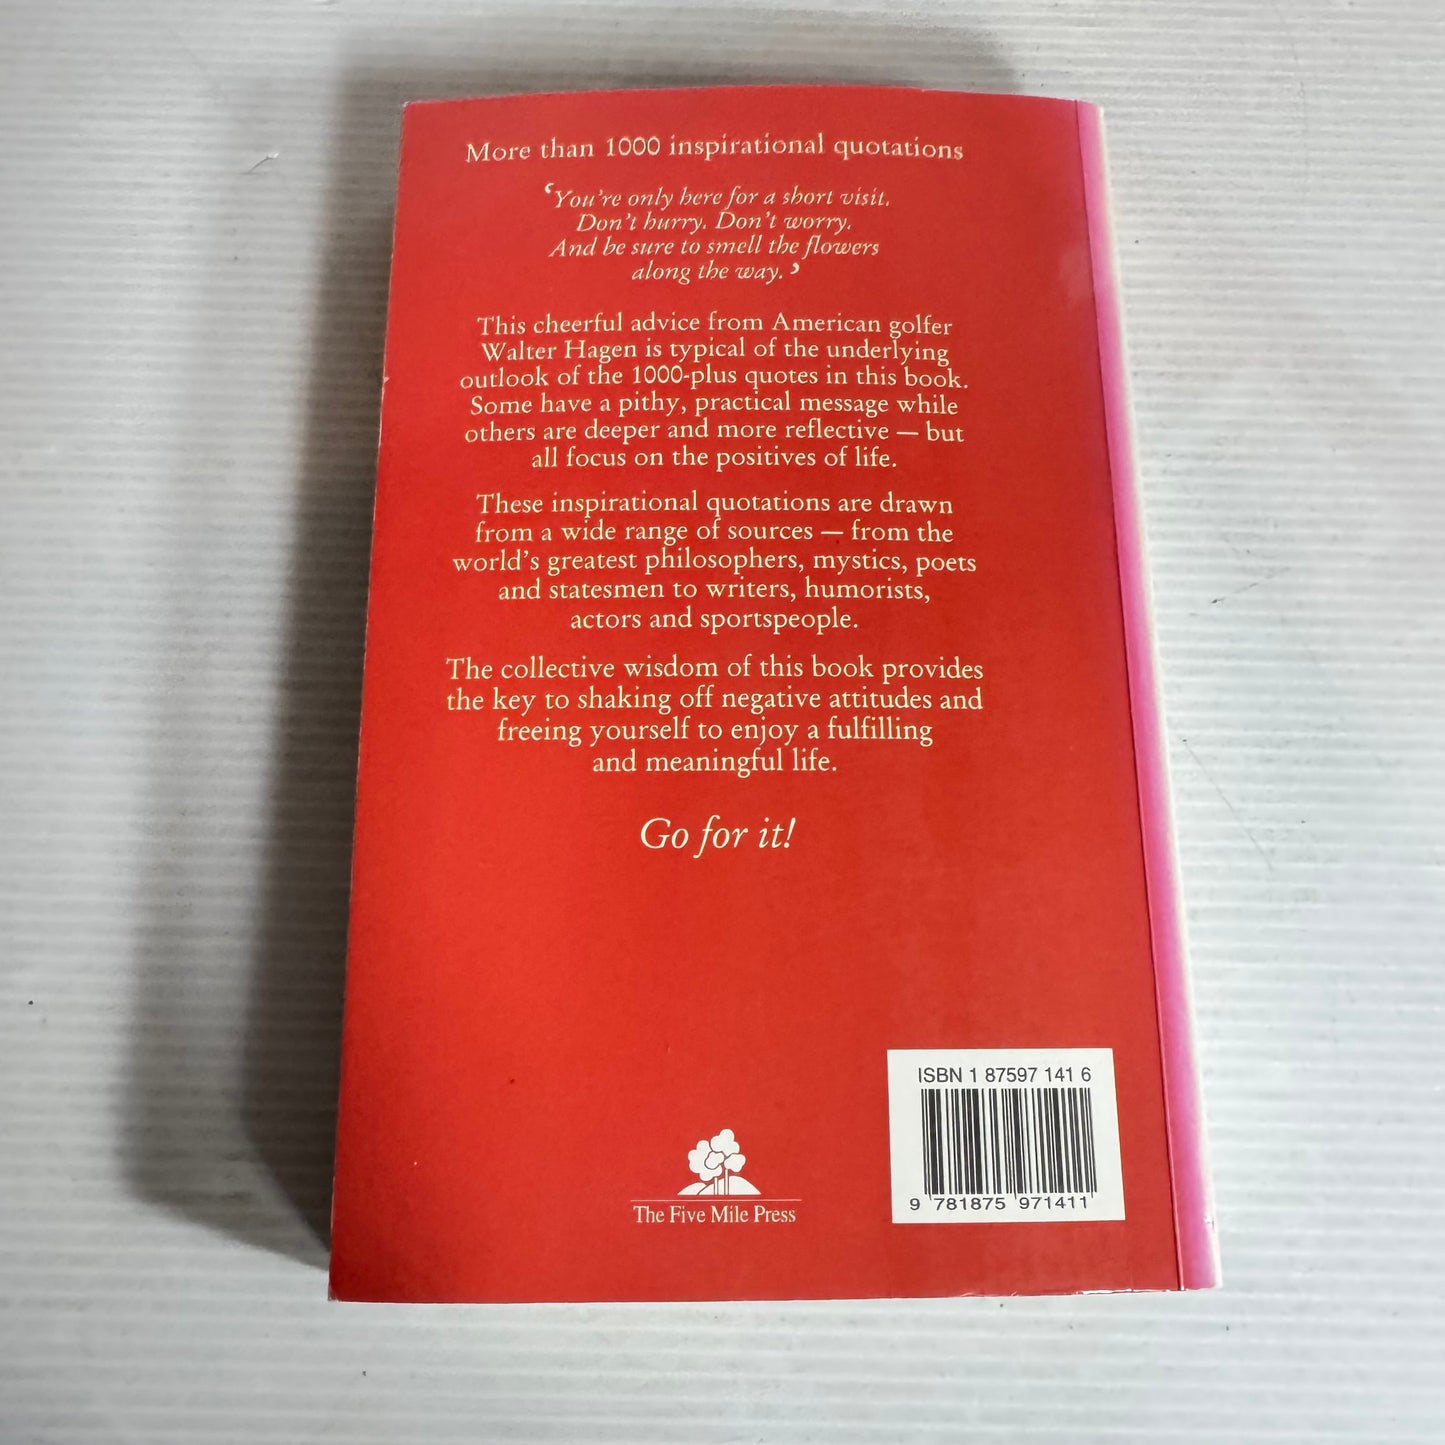 More than 1000 inspirational quotations
‘You’re only here for a short visit.
Don’t hurry. Don’t worry.
And be sure to smell the flowers
along the way.’
This cheerful advice from American golfer
Walter Hagen is typical of the underlying
outlook of the 1000-plus quotes in this book.
Some have a pithy, practical message while
others are deeper and more reflective — but
all focus on the positives of life.
These inspirational quotations are drawn
from a wide range of sources — from the
world’s greatest philosophers, mystics, poets
and statesmen to writers, humorists,
actors and sportspeople.
The collective wisdom of this book provides
the key to shaking off negative attitudes and
freeing yourself to enjoy a fulfilling
and meaningful life.
Go for it!
ISBN 1 87597 141 6
9 781875 971411
The Five Mile Press